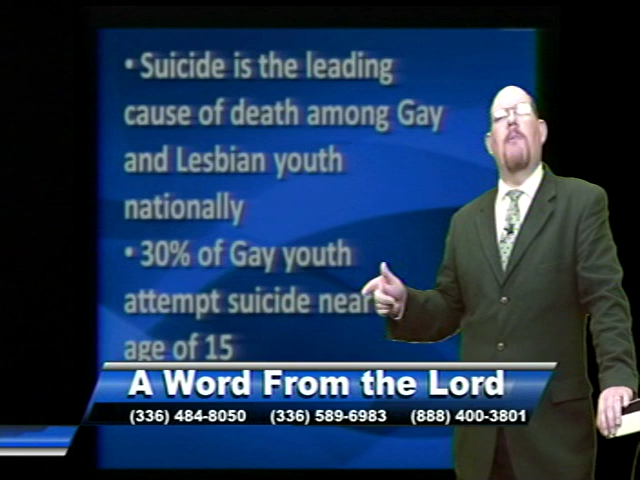 • Suicide is the leading
cause of death among Gay
and Lesbian youth
nationally
• 30% of Gay youth
attempt suicide near
age of 15
A Word From the Lord
(336) 484-8050 (336) 589-6983 (888) 400-3801